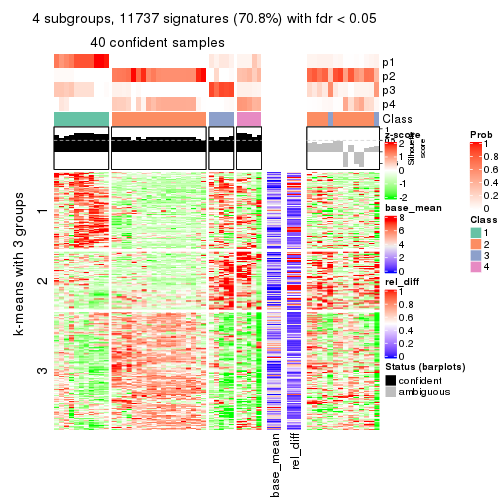 4 subgroups, 11737 signatures (70.8%) with fdr < 0.05
40 confident samples
p1
p2
p3
p4
Class
1
Silhouette
score
k-means with 3 groups
1
2
3
base_mean
rel_diff
z-score
2
1
0
-1
-2
base_mean
8
6
4
2
0
rel_diff
1
0.8
0.6
0.4
0.2
0
Status (barplots)
confident
ambiguous
Prob
1
0.8
0.6
0.4
0.2
0
Class
1
2
3
4